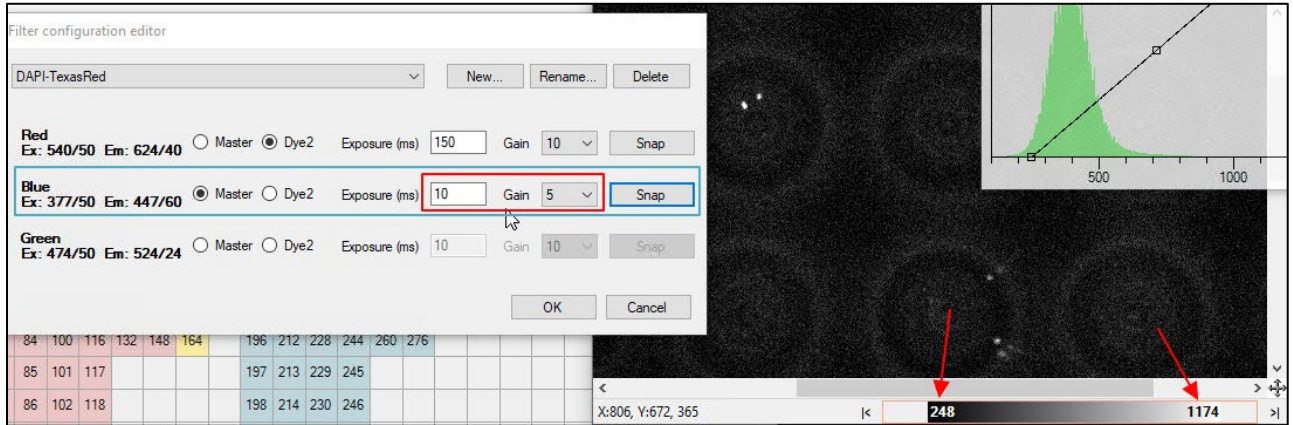 Filter configuration editor
DAPI-TexasRed New... Rename... Delete
Red
Ex: 540/50 Em: 624/40 Master Dye2 Exposure (ms) 150 Gain 10 Snap
Blue
Ex: 377/50 Em: 447/60 Master Dye2 Exposure (ms) 10 Gain 5 Snap
Green
Ex: 474/50 Em: 524/24 Master Dye2 Exposure (ms) 10 Gain 10 Snap
OK Cancel
500 1000
84 100 116 132 148 164 196 212 228 244 260 276
85 101 117 197 213 229 245
86 102 118 198 214 230 246
X:806, Y:672, 365 |< 248 1174 >|